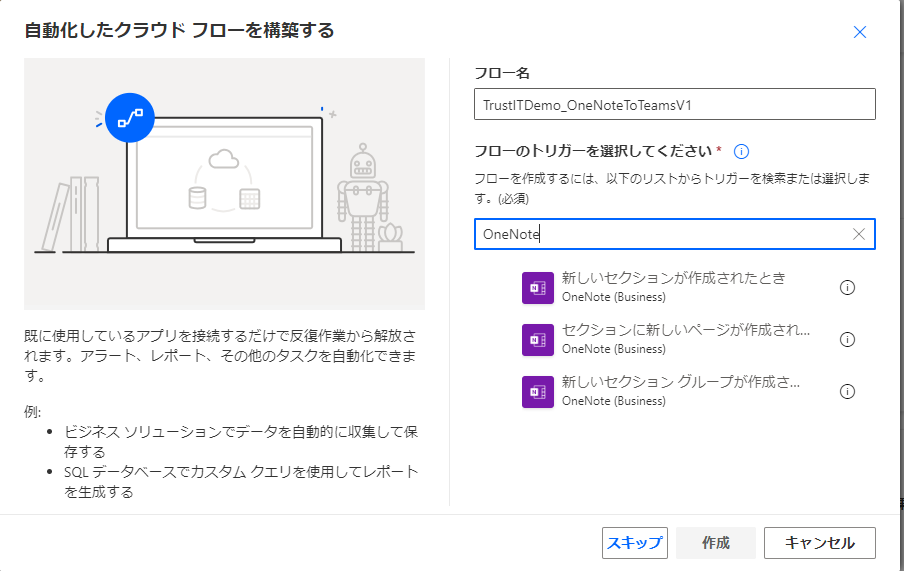 自動化したクラウド フローを構築する
既に使用しているアプリを接続するだけで反復作業から解放さ
れます。アラート、レポート、その他のタスクを自動化できま
す。
例:
• ビジネス ソリューションでデータを自動的に収集して保
存する
• SQL データベースでカスタム クエリを使用してレポート
を生成する
フロー名
TrustITDemo_OneNoteToTeamsV1
フローのトリガーを選択してください *
フローを作成するには、以下のリストからトリガーを検索または選択しま
す。(必須)
OneNote
新しいセクションが作成されたとき
OneNote (Business)
セクションに新しいページが作成され...
OneNote (Business)
新しいセクション グループが作成さ...
OneNote (Business)
スキップ
作成
キャンセル